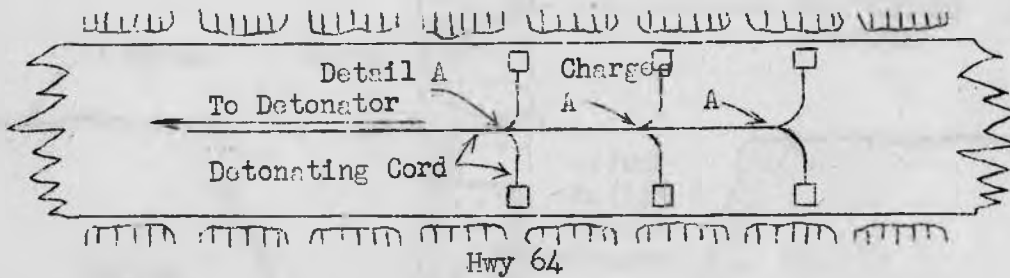 Detail A
Charges
To Detonator
A
A
Detonating Cord
Hwy 64